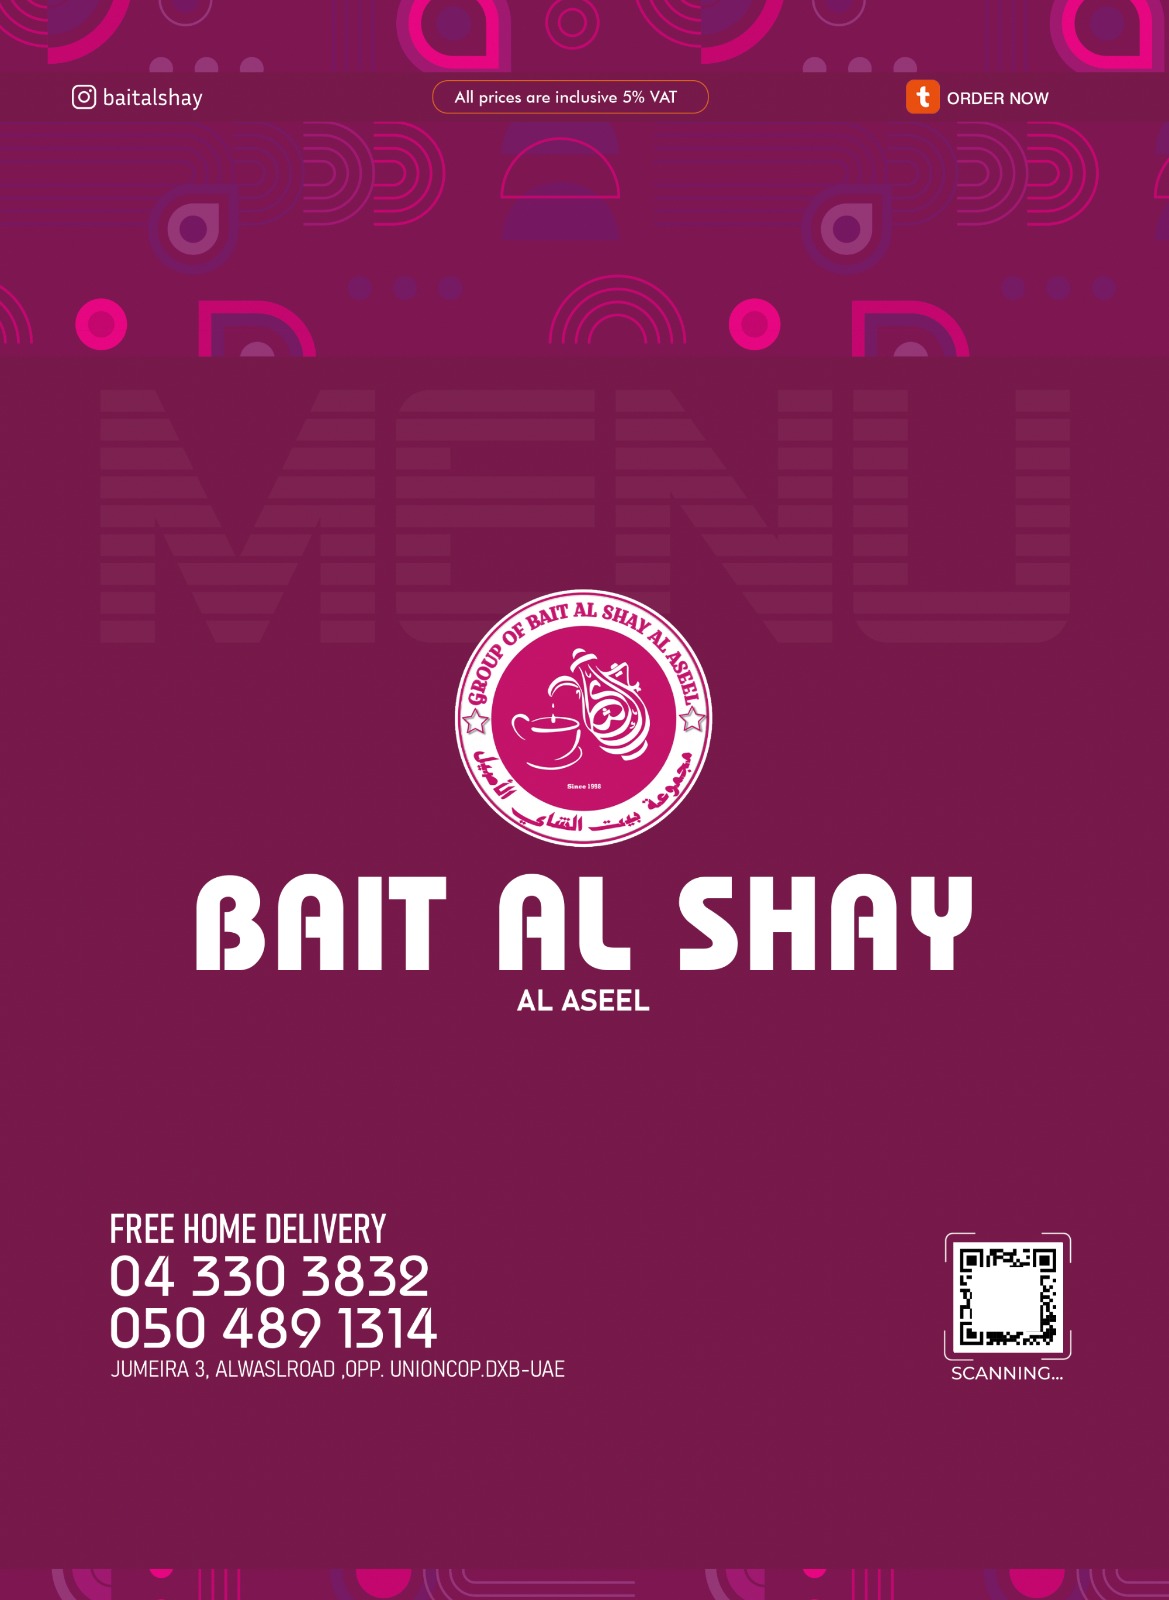 baitalshay
All prices are inclusive 5% VAT
t ORDER NOW
MENU
GROUP OF BAIT AL SHAY AL ASEEL
Since 1998
مجموعة بيت الشاي الأصيل
BAIT AL SHAY
AL ASEEL
FREE HOME DELIVERY
04 330 3832
050 489 1314
JUMEIRA 3, ALWASLROAD ,OPP. UNIONCOP.DXB-UAE
SCANNING...